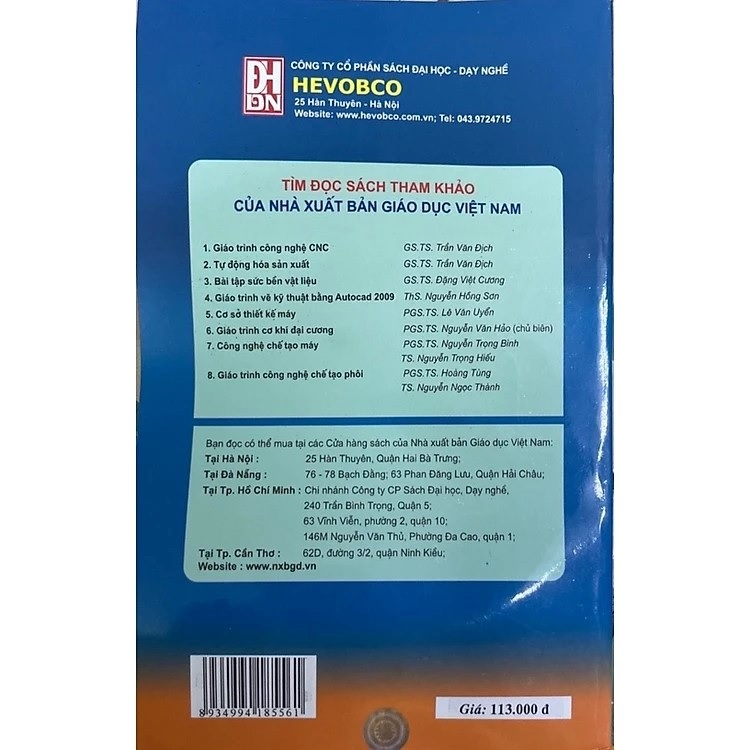 ĐH
DN
CÔNG TY CỔ PHẦN SÁCH ĐẠI HỌC - DẠY NGHỀ
HEVOBCO
25 Hàn Thuyên - Hà Nội
Website: www.hevobco.com.vn; Tel: 043.9724715
TÌM ĐỌC SÁCH THAM KHẢO
CỦA NHÀ XUẤT BẢN GIÁO DỤC VIỆT NAM
1. Giáo trình công nghệ CNC GS.TS. Trần Văn Địch
2. Tự động hóa sản xuất GS.TS. Trần Văn Địch
3. Bài tập sức bền vật liệu GS.TS. Đặng Việt Cương
4. Giáo trình vẽ kỹ thuật bằng Autocad 2009 ThS. Nguyễn Hồng Sơn
5. Cơ sở thiết kế máy PGS.TS. Lê Văn Uyển
6. Giáo trình cơ khí đại cương PGS.TS. Nguyễn Văn Hảo (chủ biên)
7. Công nghệ chế tạo máy PGS.TS. Nguyễn Trọng Bình
TS. Nguyễn Trọng Hiếu
8. Giáo trình công nghệ chế tạo phôi PGS.TS. Hoàng Tùng
TS. Nguyễn Ngọc Thành
Bạn đọc có thể mua tại các Cửa hàng sách của Nhà xuất bản Giáo dục Việt Nam:
Tại Hà Nội : 25 Hàn Thuyên, Quận Hai Bà Trưng;
Tại Đà Nẵng : 76 - 78 Bạch Đằng; 63 Phan Đăng Lưu, Quận Hải Châu;
Tại Tp. Hồ Chí Minh : Chi nhánh Công ty CP Sách Đại học, Dạy nghề,
240 Trần Bình Trọng, Quận 5;
63 Vĩnh Viễn, phường 2, quận 10;
146M Nguyễn Văn Thủ, Phường Đa Cao, quận 1;
Tại Tp. Cần Thơ : 62D, đường 3/2, quận Ninh Kiều;
Website : www.nxbgd.vn
8934994185561
Giá: 113.000 đ